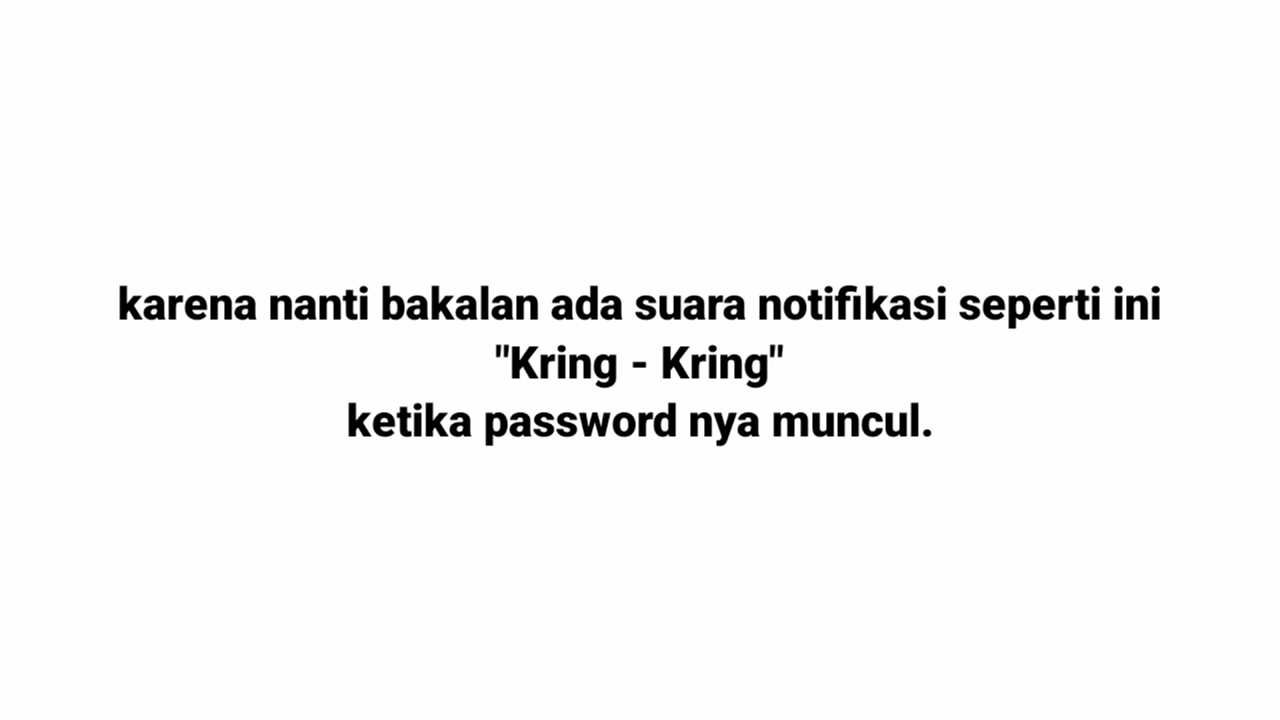 karena nanti bakalan ada suara notifikasi seperti ini
"Kring - Kring"
ketika password nya muncul.